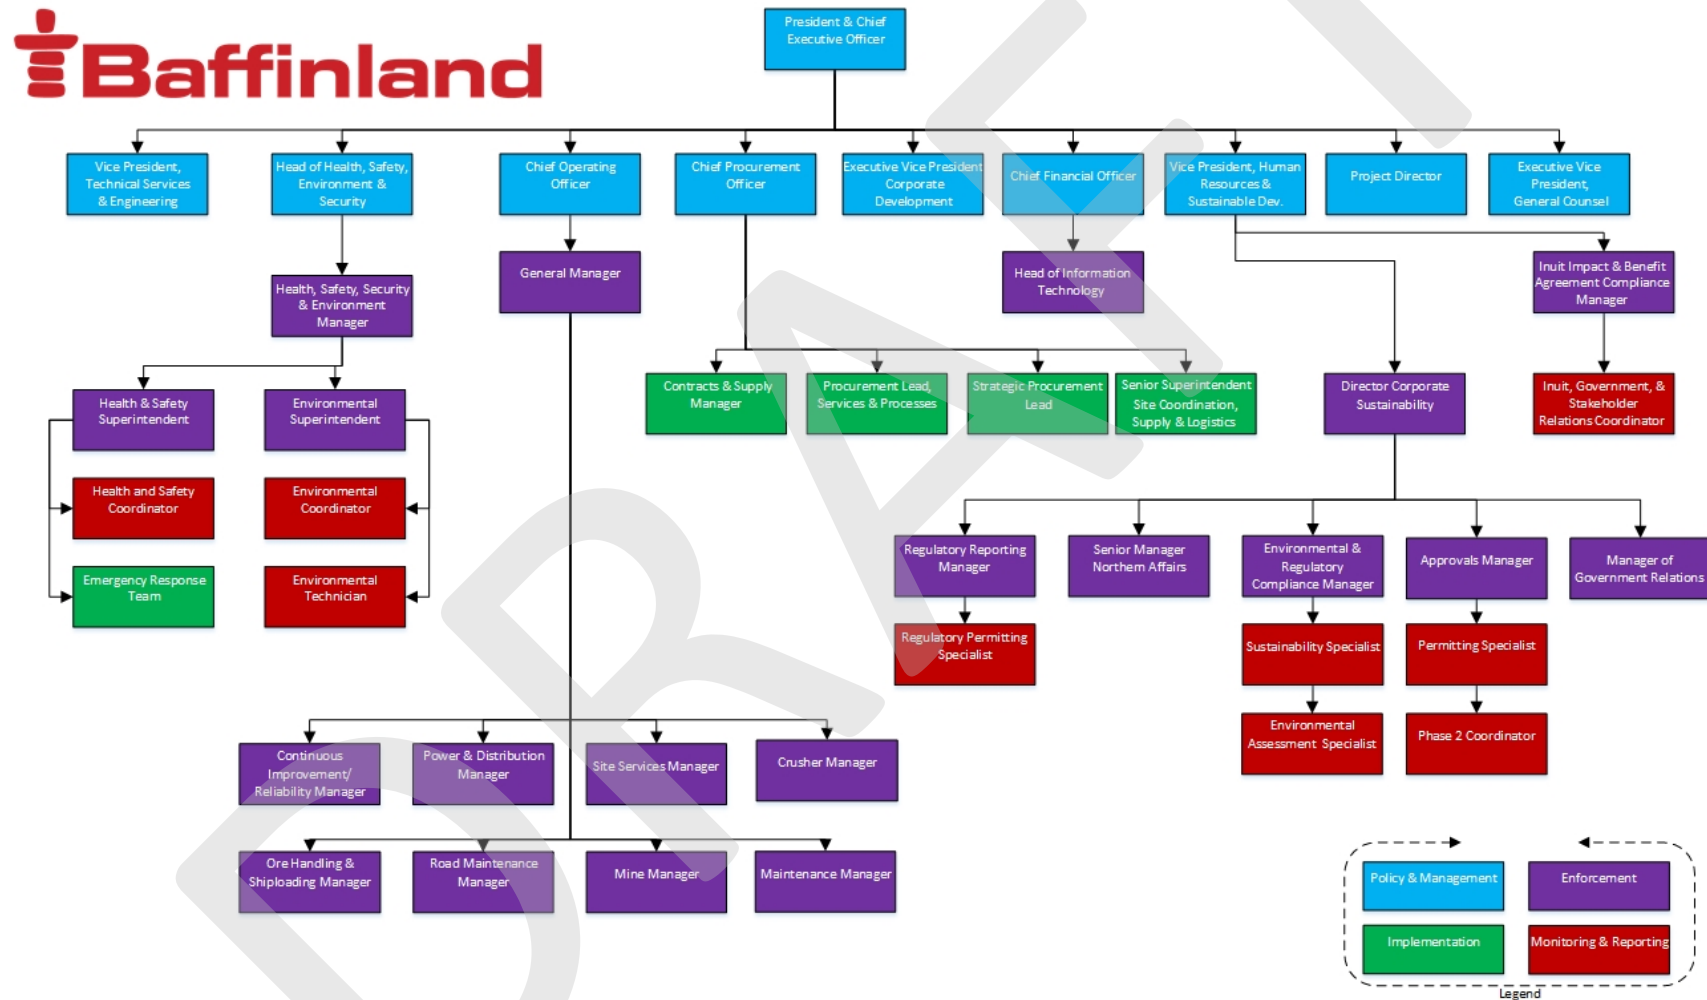 Baffinland
President & Chief
Executive Officer
Vice President,
Technical Services
& Engineering
Head of Health, Safety,
Environment &
Security
Chief Operating
Officer
Chief Procurement
Officer
Executive Vice President
Corporate
Development
Chief Financial Officer
Vice President, Human
Resources &
Sustainable Dev.
Project Director
Executive Vice
President,
General Counsel
Health, Safety, Security
& Environment
Manager
General Manager
Head of Information
Technology
Inuit Impact & Benefit
Agreement Compliance
Manager
Health & Safety
Superintendent
Environmental
Superintendent
Contracts & Supply
Manager
Procurement Lead,
Services & Processes
Strategic Procurement
Lead
Senior Superintendent
Site Coordination,
Supply & Logistics
Director Corporate
Sustainability
Inuit, Government, &
Stakeholder
Relations Coordinator
Health and Safety
Coordinator
Environmental
Coordinator
Emergency Response
Team
Environmental
Technician
Regulatory Reporting
Manager
Senior Manager
Northern Affairs
Environmental &
Regulatory
Compliance Manager
Approvals Manager
Manager of
Government Relations
Regulatory Permitting
Specialist
Sustainability Specialist
Permitting Specialist
Environmental
Assessment Specialist
Phase 2 Coordinator
Continuous
Improvement/
Reliability Manager
Power & Distribution
Manager
Site Services Manager
Crusher Manager
Ore Handling &
Shiploading Manager
Road Maintenance
Manager
Mine Manager
Maintenance Manager
Policy & Management
Enforcement
Implementation
Monitoring & Reporting
Legend
DRAFT